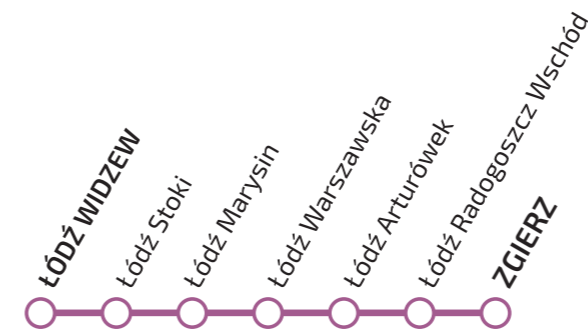 ŁÓDŹ WIDZEW
Łódź Stoki
Łódź Marysin
Łódź Warszawska
Łódź Arturówek
Łódź Radogoszcz Wschód
ZGIERZ